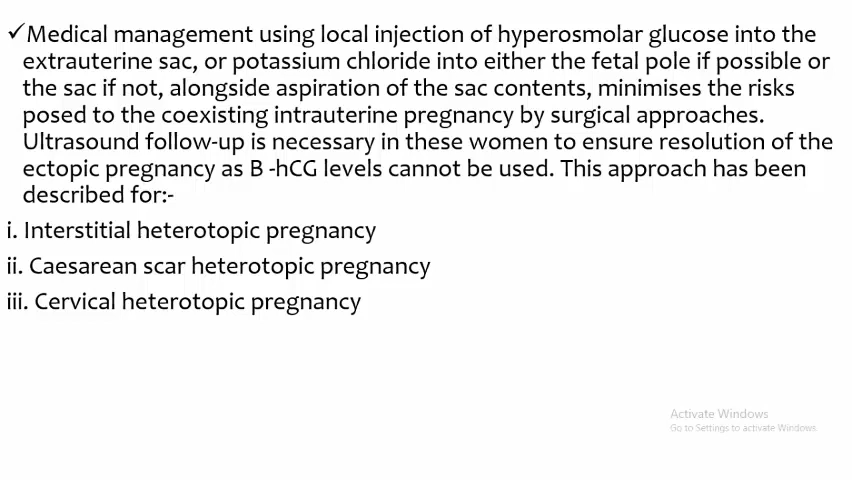 ✓Medical management using local injection of hyperosmolar glucose into the
extrauterine sac, or potassium chloride into either the fetal pole if possible or
the sac if not, alongside aspiration of the sac contents, minimises the risks
posed to the coexisting intrauterine pregnancy by surgical approaches.
Ultrasound follow-up is necessary in these women to ensure resolution of the
ectopic pregnancy as B -hCG levels cannot be used. This approach has been
described for:-
i. Interstitial heterotopic pregnancy
ii. Caesarean scar heterotopic pregnancy
iii. Cervical heterotopic pregnancy
Activate Windows
Go to Settings to activate Windows.